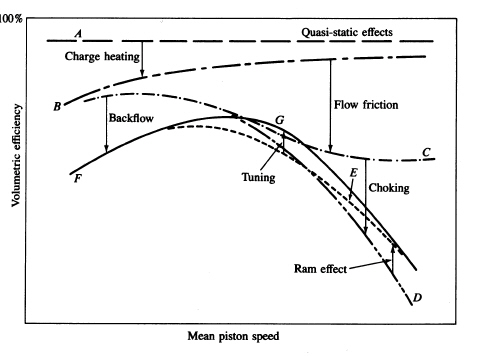 100%
A
Quasi-static effects
Charge heating
B
Backflow
Flow friction
G
C
F
Tuning
E
Choking
Ram effect
D
Volumetric efficiency
Mean piston speed